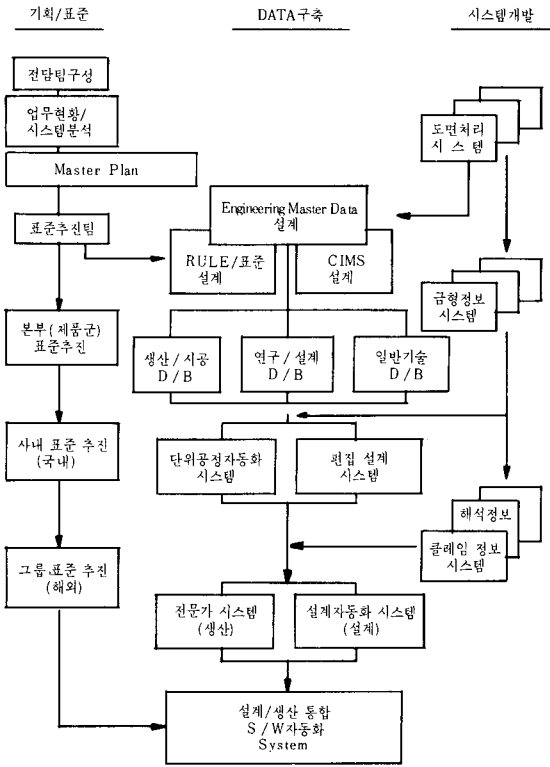 기획/표준
DATA구축
시스템개발
전담팀구성
업무현황/
시스템분석
Master Plan
표준추진팀
본부(제품군)
표준추진
사내 표준 추진
(국내)
그룹표준 추진
(해외)
Engineering Master Data
설계
RULE/표준
설계
CIMS
설계
생산/시공
D/B
연구/설계
D/B
일반기술
D/B
단위공정자동화
시스템
편집 설계
시스템
전문가 시스템
(생산)
설계자동화 시스템
(설계)
설계/생산 통합
S/W자동화
System
도면처리
시 스 템
금형정보
시스템
해석정보
클레임 정보
시스템